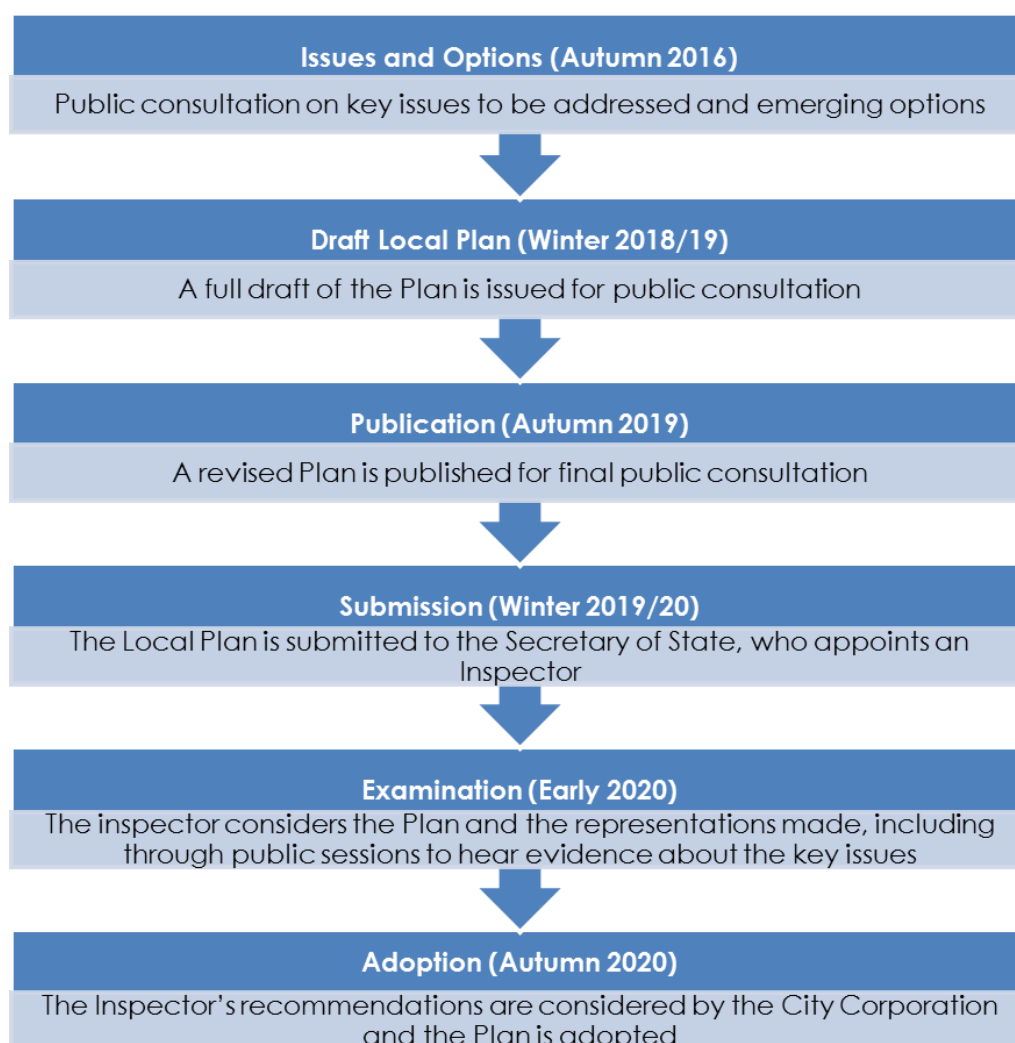 Issues and Options (Autumn 2016)
Public consultation on key issues to be addressed and emerging options
Draft Local Plan (Winter 2018/19)
A full draft of the Plan is issued for public consultation
Publication (Autumn 2019)
A revised Plan is published for final public consultation
Submission (Winter 2019/20)
The Local Plan is submitted to the Secretary of State, who appoints an
Inspector
Examination (Early 2020)
The inspector considers the Plan and the representations made, including
through public sessions to hear evidence about the key issues
Adoption (Autumn 2020)
The Inspector's recommendations are considered by the City Corporation
and the Plan is adopted